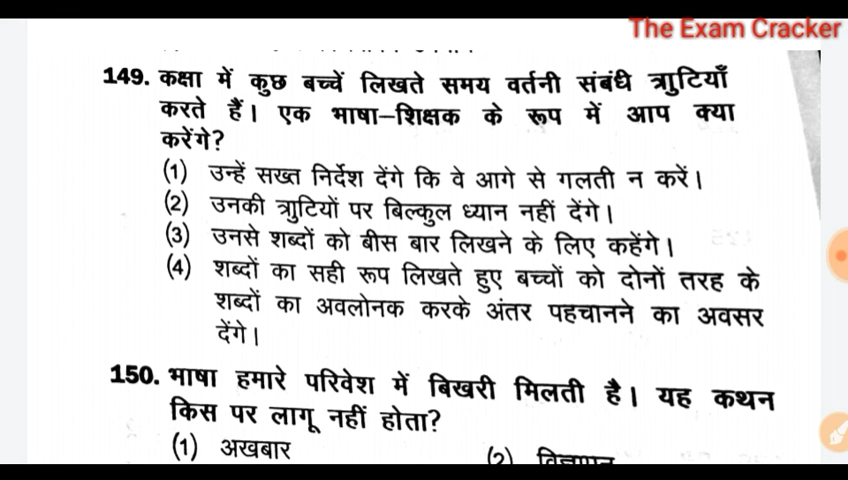 The Exam Cracker
149. कक्षा में कुछ बच्चें लिखते समय वर्तनी संबंधी त्राुटियाँ
करते हैं। एक भाषा–शिक्षक के रूप में आप क्या
करेंगे?
(1) उन्हें सख्त निर्देश देंगे कि वे आगे से गलती न करें।
(2) उनकी त्राुटियों पर बिल्कुल ध्यान नहीं देंगे।
(3) उनसे शब्दों को बीस बार लिखने के लिए कहेंगे।
(4) शब्दों का सही रूप लिखते हुए बच्चों को दोनों तरह के
शब्दों का अवलोनक करके अंतर पहचानने का अवसर
देंगे।
150. भाषा हमारे परिवेश में बिखरी मिलती है। यह कथन
किस पर लागू नहीं होता?
(1) अखबार
(2)